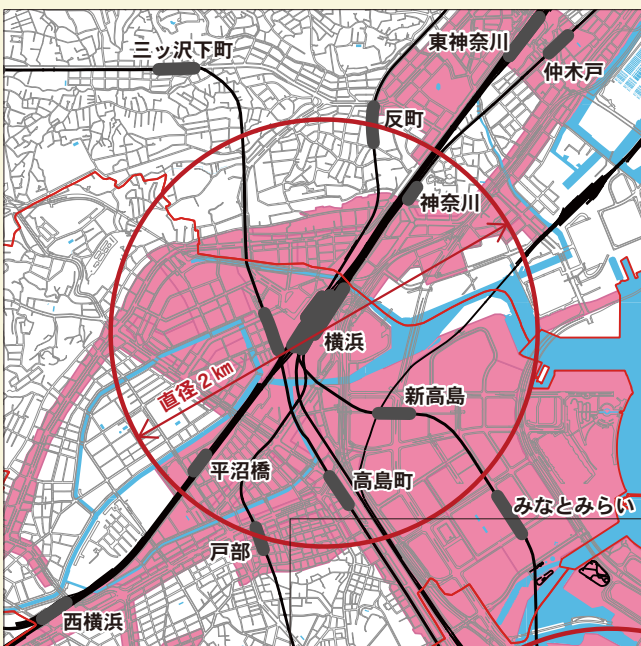 東神奈川
三ッ沢下町
仲木戸
反町
神奈川
横浜
直径2㎞
新高島
平沼橋
高島町
みなとみらい
戸部
西横浜